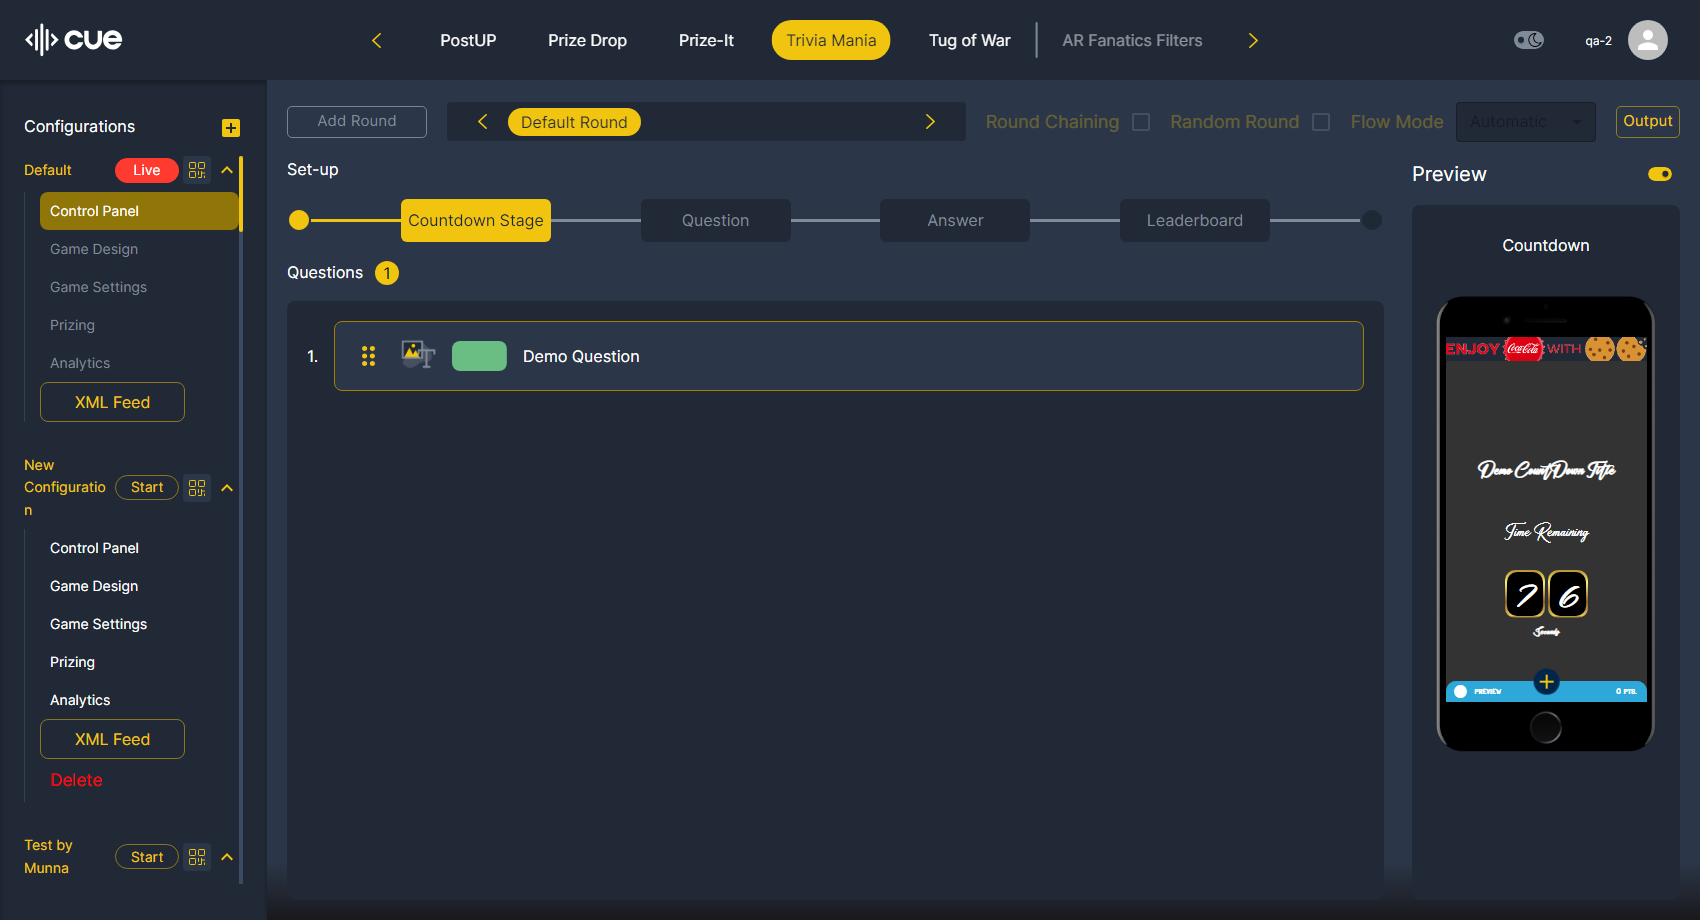 cue
PostUP
Prize Drop
Prize-It
Trivia Mania
Tug of War
AR Fanatics Filters
qa-2
Configurations
Default
Live
Control Panel
Game Design
Game Settings
Prizing
Analytics
XML Feed
New
Configuratio
n
Start
Control Panel
Game Design
Game Settings
Prizing
Analytics
XML Feed
Delete
Test by
Munna
Start
Add Round
Default Round
Round Chaining
Random Round
Flow Mode
Automatic
Output
Set-up
Countdown Stage
Question
Answer
Leaderboard
Questions 1
1. Demo Question
Preview
Countdown
ENJOY Coca-Cola WITH
Demo CountDown Title
Time Remaining
7 6
Seconds
PREVIEW
0 PTS.